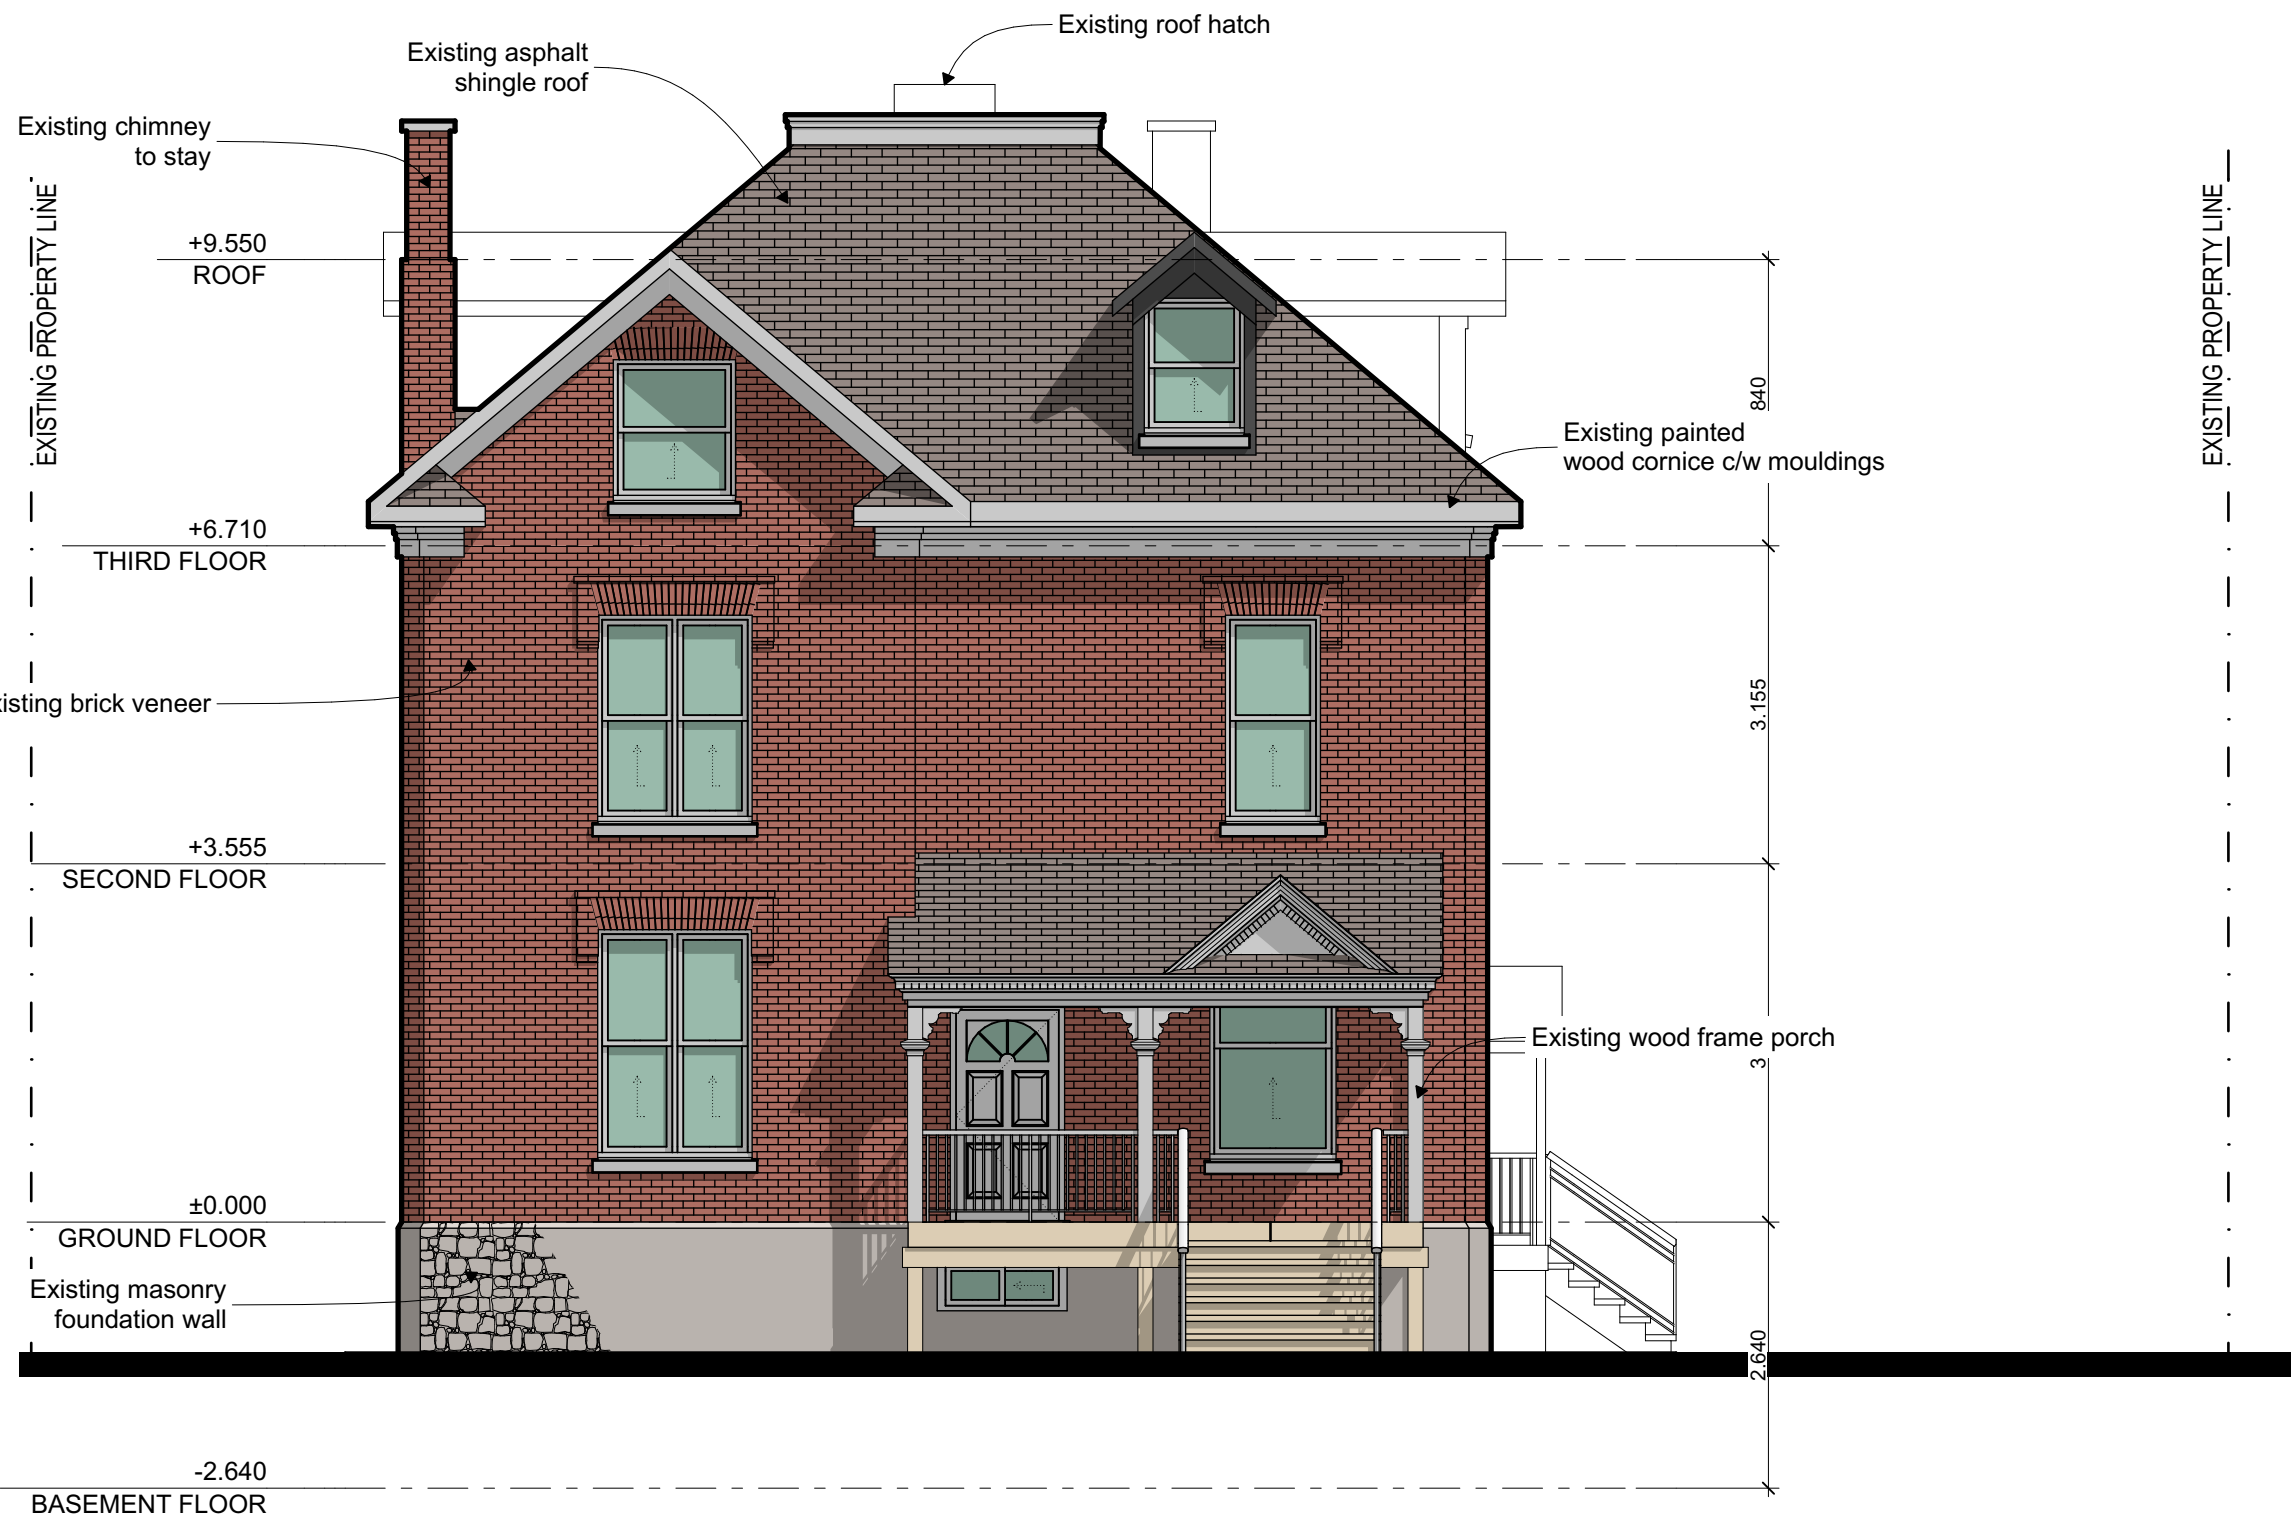 Existing roof hatch
Existing asphalt
shingle roof
Existing chimney
to stay
EXISTING PROPERTY LINE
EXISTING PROPERTY LINE
+9.550
ROOF
840
Existing painted
wood cornice c/w mouldings
+6.710
THIRD FLOOR
3.155
isting brick veneer
+3.555
SECOND FLOOR
Existing wood frame porch
3
±0.000
GROUND FLOOR
Existing masonry
foundation wall
2.640
-2.640
BASEMENT FLOOR